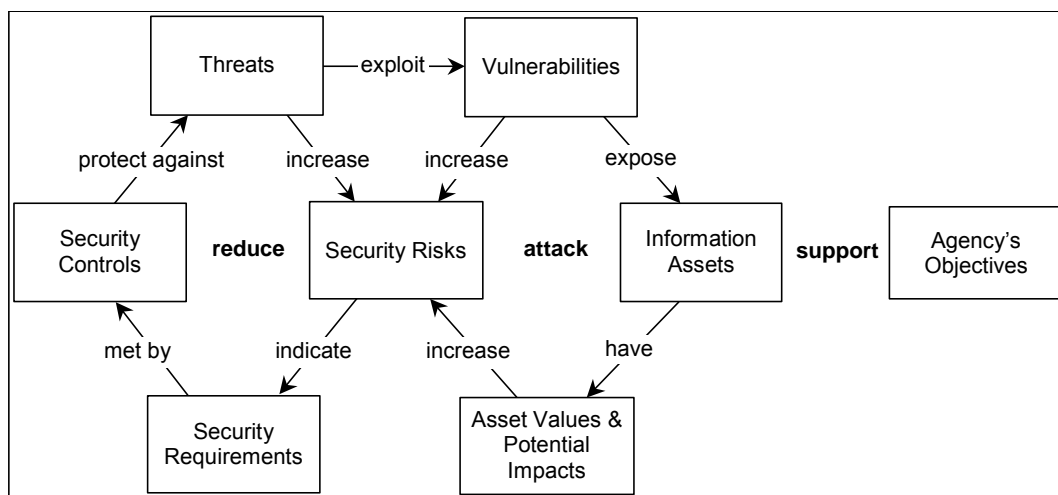 Threats
exploit
Vulnerabilities
protect against
increase
increase
expose
Security
Controls
reduce
Security Risks
attack
Information
Assets
support
Agency’s
Objectives
met by
indicate
increase
have
Security
Requirements
Asset Values &
Potential
Impacts